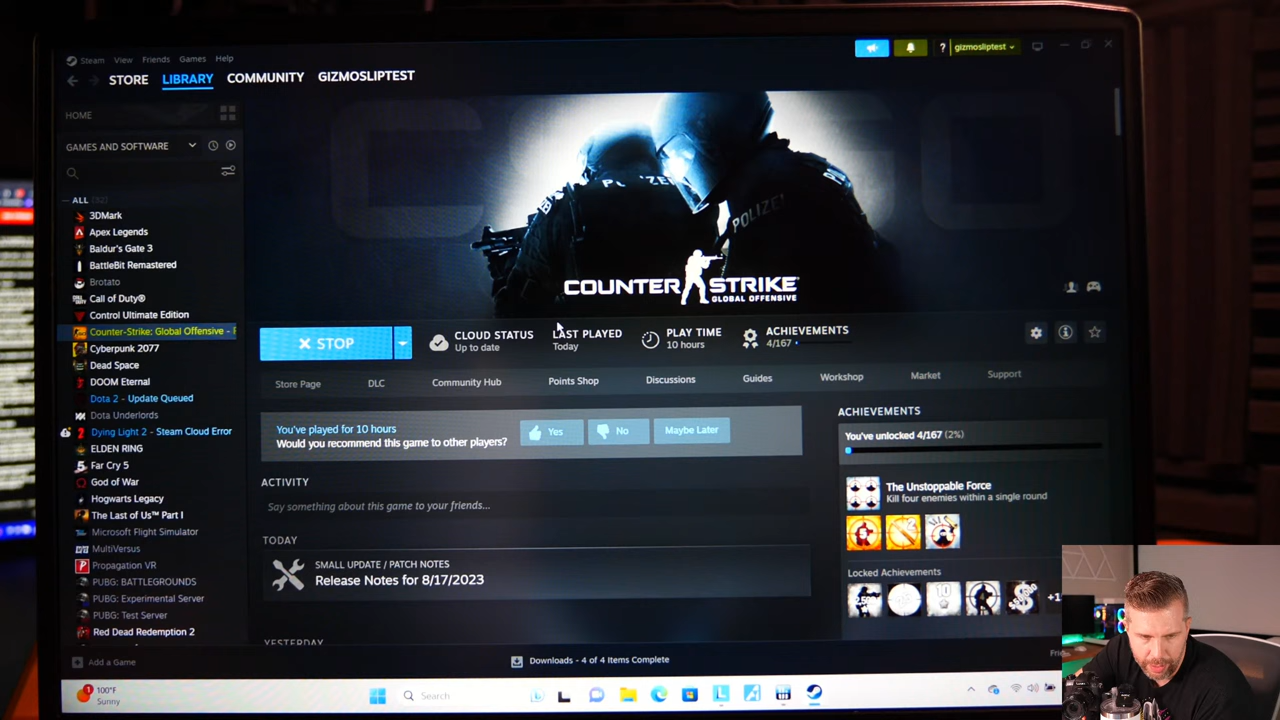 Steam View Friends Games Help
? gizmosliptest
STORE LIBRARY COMMUNITY GIZMOSLIPTEST
HOME
GAMES AND SOFTWARE
ALL
3DMark
Apex Legends
Baldur's Gate 3
BattleBit Remastered
Brotato
Call of Duty®
Control Ultimate Edition
Counter-Strike: Global Offensive -
Cyberpunk 2077
Dead Space
DOOM Eternal
Dota 2 - Update Queued
Dota Underlords
Dying Light 2 - Steam Cloud Error
ELDEN RING
Far Cry 5
God of War
Hogwarts Legacy
The Last of Us™ Part I
Microsoft Flight Simulator
MultiVersus
Propagation VR
PUBG: BATTLEGROUNDS
PUBG: Experimental Server
PUBG: Test Server
Red Dead Redemption 2
Add a Game
POLIZEI
COUNTER STRIKE
GLOBAL OFFENSIVE
STOP
CLOUD STATUS
Up to date
LAST PLAYED
Today
PLAY TIME
10 hours
ACHIEVEMENTS
4/167
Store Page DLC Community Hub Points Shop Discussions Guides Workshop Market Support
You've played for 10 hours
Would you recommend this game to other players?
Yes No Maybe Later
ACTIVITY
Say something about this game to your friends...
TODAY
SMALL UPDATE / PATCH NOTES
Release Notes for 8/17/2023
YESTERDAY
ACHIEVEMENTS
You've unlocked 4/167 (2%)
The Unstoppable Force
Kill four enemies within a single round
Locked Achievements
Downloads - 4 of 4 Items Complete
100°F
Sunny
Search